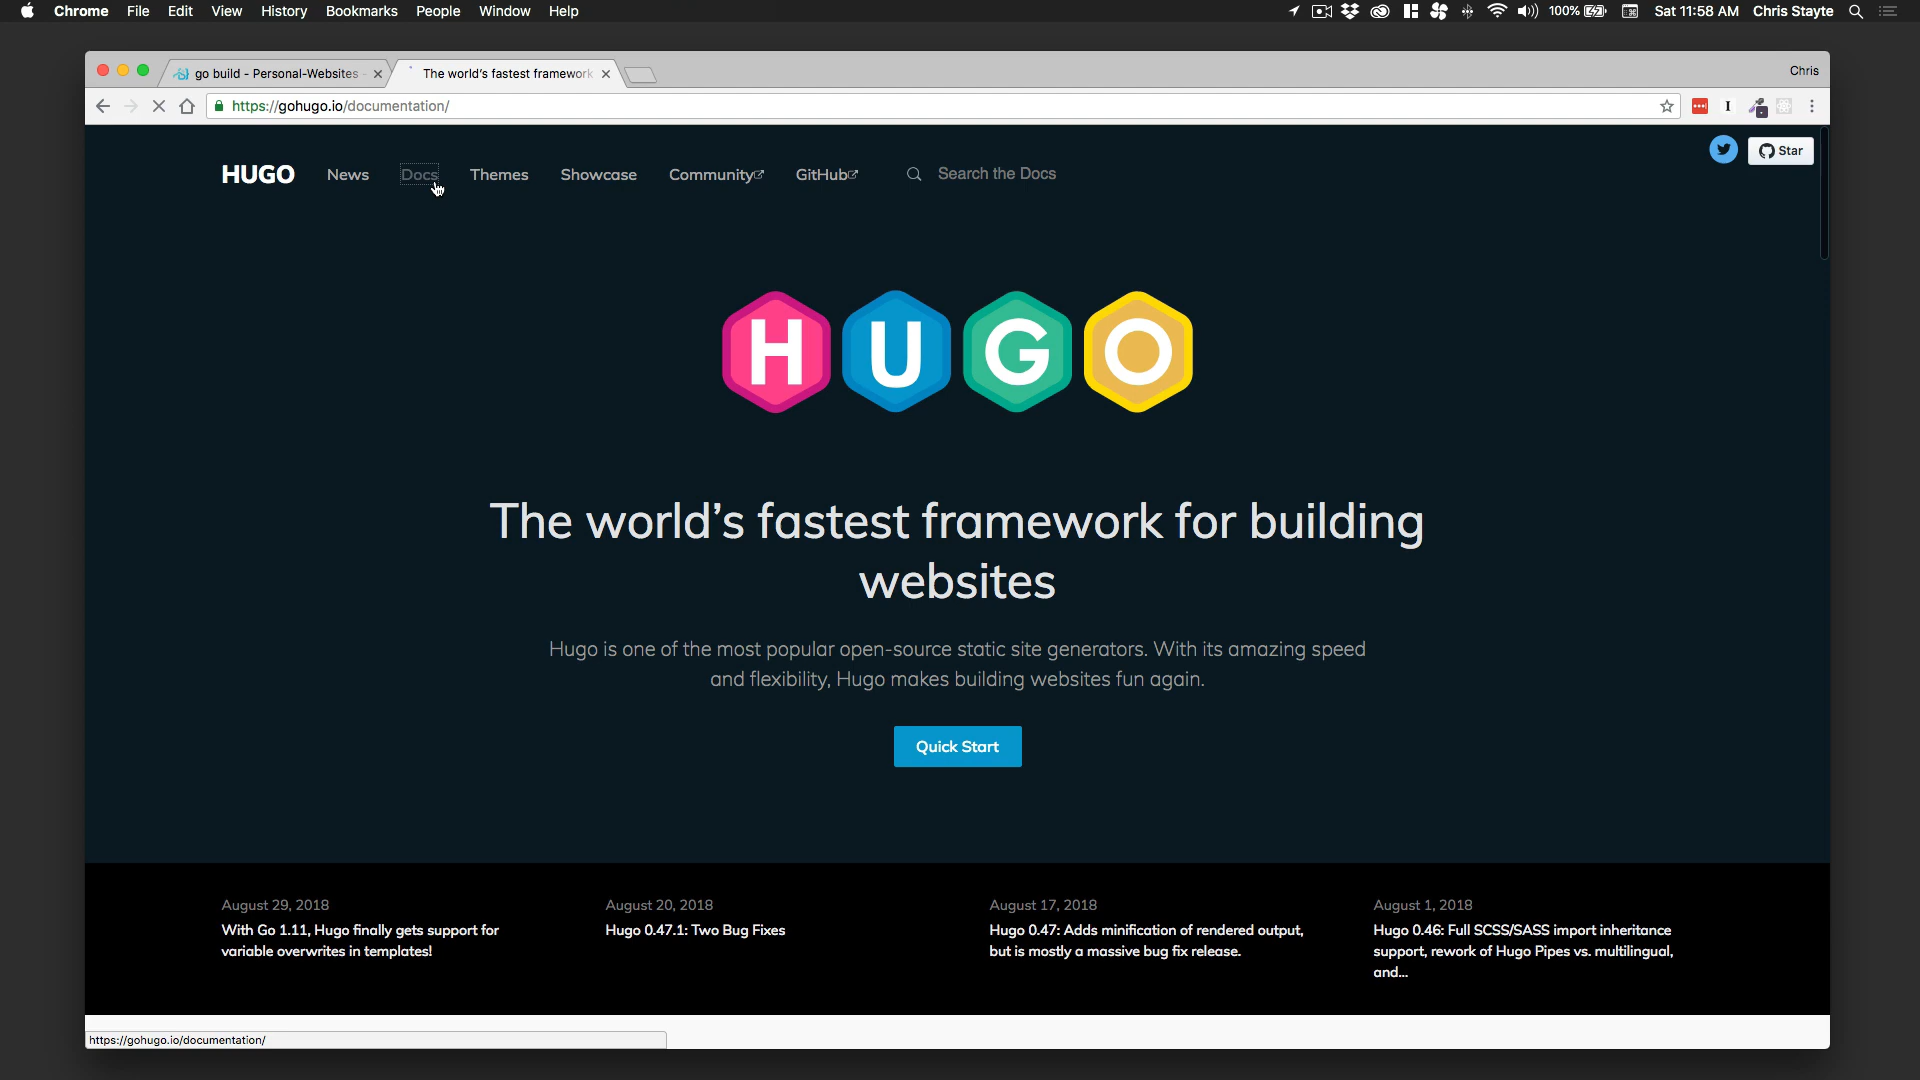 Chrome File Edit View History Bookmarks People Window Help 100% Sat 11:58 AM Chris Stayte
go build - Personal-Websites The world's fastest framework Chris
https://gohugo.io/documentation/
HUGO News Docs Themes Showcase Community GitHub Search the Docs Star
HUGO
The world's fastest framework for building
websites
Hugo is one of the most popular open-source static site generators. With its amazing speed
and flexibility, Hugo makes building websites fun again.
Quick Start
August 29, 2018
With Go 1.11, Hugo finally gets support for
variable overwrites in templates!
August 20, 2018
Hugo 0.47.1: Two Bug Fixes
August 17, 2018
Hugo 0.47: Adds minification of rendered output,
but is mostly a massive bug fix release.
August 1, 2018
Hugo 0.46: Full SCSS/SASS import inheritance
support, rework of Hugo Pipes vs. multilingual,
and...
https://gohugo.io/documentation/